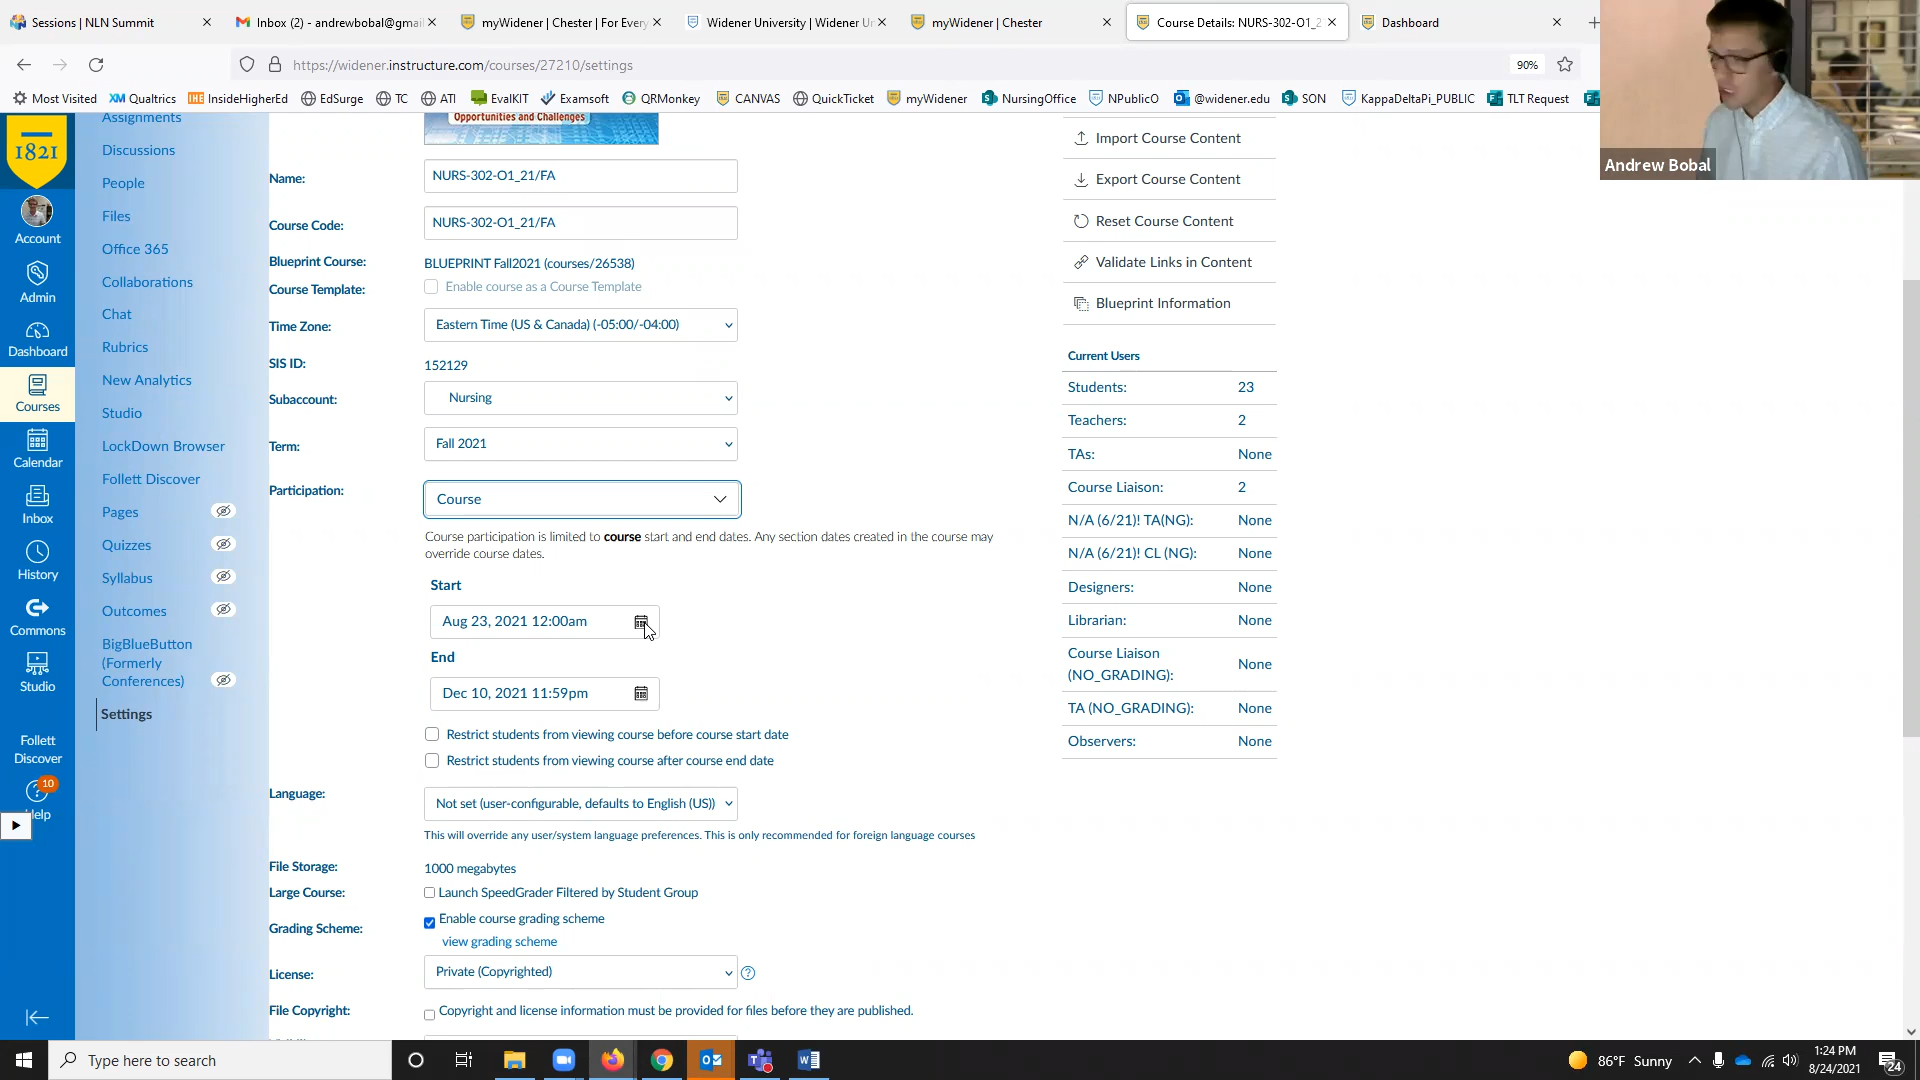 Sessions | NLN Summit
Inbox (2) - andrewbobal@gmai
myWidener | Chester | For Every
Widener University | Widener Un
myWidener | Chester
Course Details: NURS-302-O1_2
Dashboard
https://widener.instructure.com/courses/27210/settings
90%
Most Visited
Qualtrics
InsideHigherEd
EdSurge
TC
ATI
EvalKIT
Examsoft
QRMonkey
CANVAS
QuickTicket
myWidener
NursingOffice
NPublicO
@widener.edu
SON
KappaDeltaPi_PUBLIC
TLT Request
Andrew Bobal
1821
Account
Admin
Dashboard
Courses
Calendar
Inbox
History
Commons
Studio
Follett
Discover
10
Help
Assignments
Discussions
People
Files
Office 365
Collaborations
Chat
Rubrics
New Analytics
Studio
LockDown Browser
Follett Discover
Pages
Quizzes
Syllabus
Outcomes
BigBlueButton
(Formerly
Conferences)
Settings
Opportunities and Challenges
Name: NURS-302-O1_21/FA
Course Code: NURS-302-O1_21/FA
Blueprint Course: BLUEPRINT Fall2021 (courses/26538)
Course Template: Enable course as a Course Template
Time Zone: Eastern Time (US & Canada) (-05:00/-04:00)
SIS ID: 152129
Subaccount: Nursing
Term: Fall 2021
Participation: Course
Course participation is limited to course start and end dates. Any section dates created in the course may
override course dates.
Start
Aug 23, 2021 12:00am
End
Dec 10, 2021 11:59pm
Restrict students from viewing course before course start date
Restrict students from viewing course after course end date
Language: Not set (user-configurable, defaults to English (US))
This will override any user/system language preferences. This is only recommended for foreign language courses
File Storage: 1000 megabytes
Large Course: Launch SpeedGrader Filtered by Student Group
Grading Scheme: Enable course grading scheme
view grading scheme
License: Private (Copyrighted)
File Copyright: Copyright and license information must be provided for files before they are published.
Import Course Content
Export Course Content
Reset Course Content
Validate Links in Content
Blueprint Information
Current Users
Students: 23
Teachers: 2
TAs: None
Course Liaison: 2
N/A (6/21)! TA(NG): None
N/A (6/21)! CL (NG): None
Designers: None
Librarian: None
Course Liaison
(NO_GRADING): None
TA (NO_GRADING): None
Observers: None
Type here to search
86°F Sunny
1:24 PM
8/24/2021
24